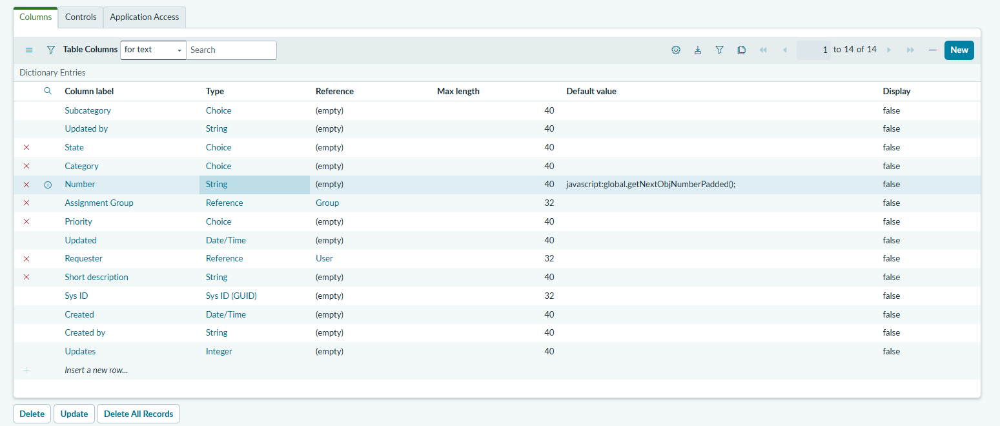 Columns Controls Application Access
Table Columns for text Search 1 to 14 of 14 New
Dictionary Entries
Column label Type Reference Max length Default value Display
Subcategory Choice (empty) 40 false
Updated by String (empty) 40 false
State Choice (empty) 40 false
Category Choice (empty) 40 false
Number String (empty) 40 javascript:global.getNextObjNumberPadded(); false
Assignment Group Reference Group 32 false
Priority Choice (empty) 40 false
Updated Date/Time (empty) 40 false
Requester Reference User 32 false
Short description String (empty) 40 false
Sys ID Sys ID (GUID) (empty) 32 false
Created Date/Time (empty) 40 false
Created by String (empty) 40 false
Updates Integer (empty) 40 false
Insert a new row...
Delete Update Delete All Records